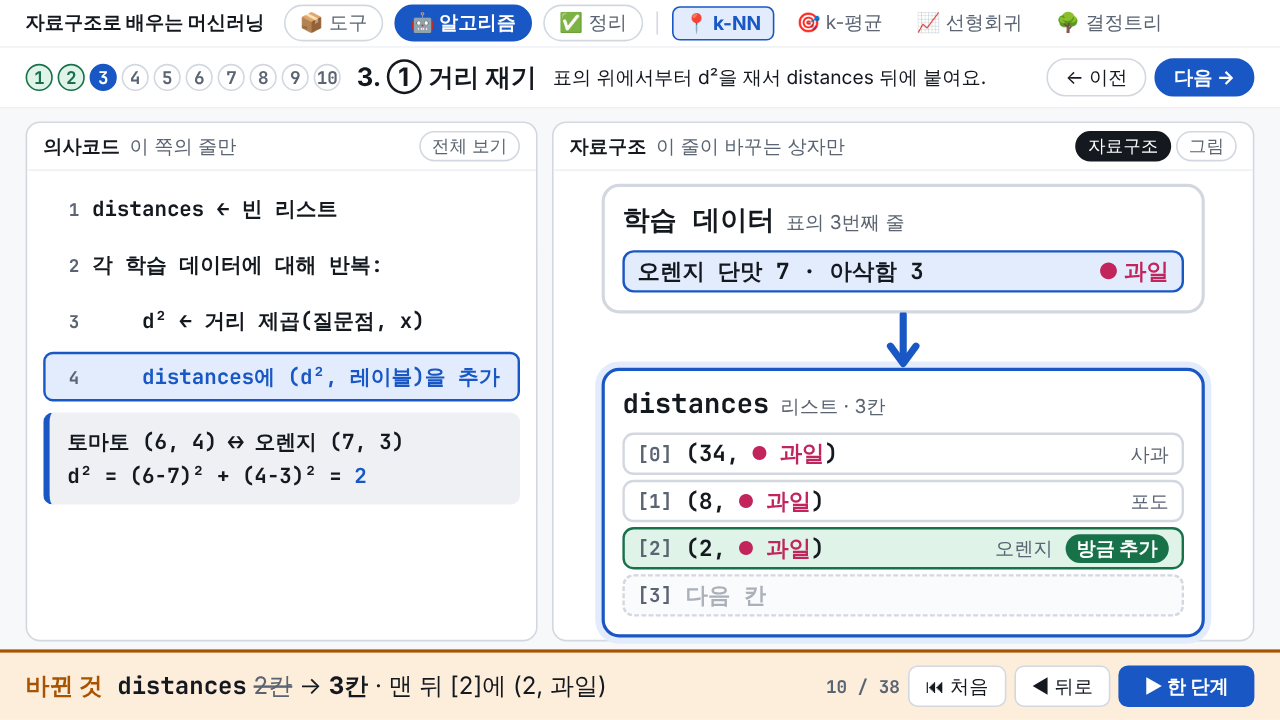 자료구조로 배우는 머신러닝 📦 도구 🤖 알고리즘 ✅ 정리 📍 k-NN 🎯 k-평균 📈 선형회귀 🌳 결정트리
1 2 3 4 5 6 7 8 9 10 3. ① 거리 재기 표의 위에서부터 d²을 재서 distances 뒤에 붙여요. ← 이전 다음 →
의사코드 이 쪽의 줄만 전체 보기
1 distances ← 빈 리스트
2 각 학습 데이터에 대해 반복:
3 d² ← 거리 제곱(질문점, x)
4 distances에 (d², 레이블)을 추가
토마토 (6, 4) ↔ 오렌지 (7, 3)
d² = (6-7)² + (4-3)² = 2
자료구조 이 줄이 바꾸는 상자만 자료구조 그림
학습 데이터 표의 3번째 줄
오렌지 단맛 7 · 아삭함 3 ● 과일
distances 리스트 · 3칸
[0] (34, ● 과일) 사과
[1] (8, ● 과일) 포도
[2] (2, ● 과일) 오렌지 방금 추가
[3] 다음 칸
바뀐 것 distances 2칸 → 3칸 · 맨 뒤 [2]에 (2, 과일) 10 / 38 ⏮ 처음 ◀ 뒤로 ▶ 한 단계